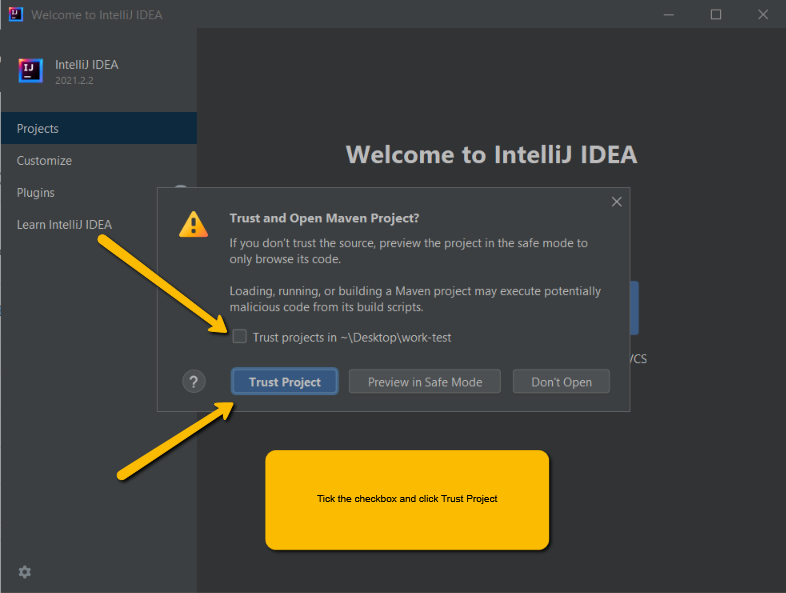 Welcome to IntelliJ IDEA
IJ
IntelliJ IDEA
2021.2.2
Projects
Customize
Plugins
Learn IntelliJ IDEA
Welcome to IntelliJ IDEA
Trust and Open Maven Project?
If you don't trust the source, preview the project in the safe mode to
only browse its code.
Loading, running, or building a Maven project may execute potentially
malicious code from its build scripts.
Trust projects in ~\Desktop\work-test
VCS
?
Trust Project
Preview in Safe Mode
Don't Open
Tick the checkbox and click Trust Project